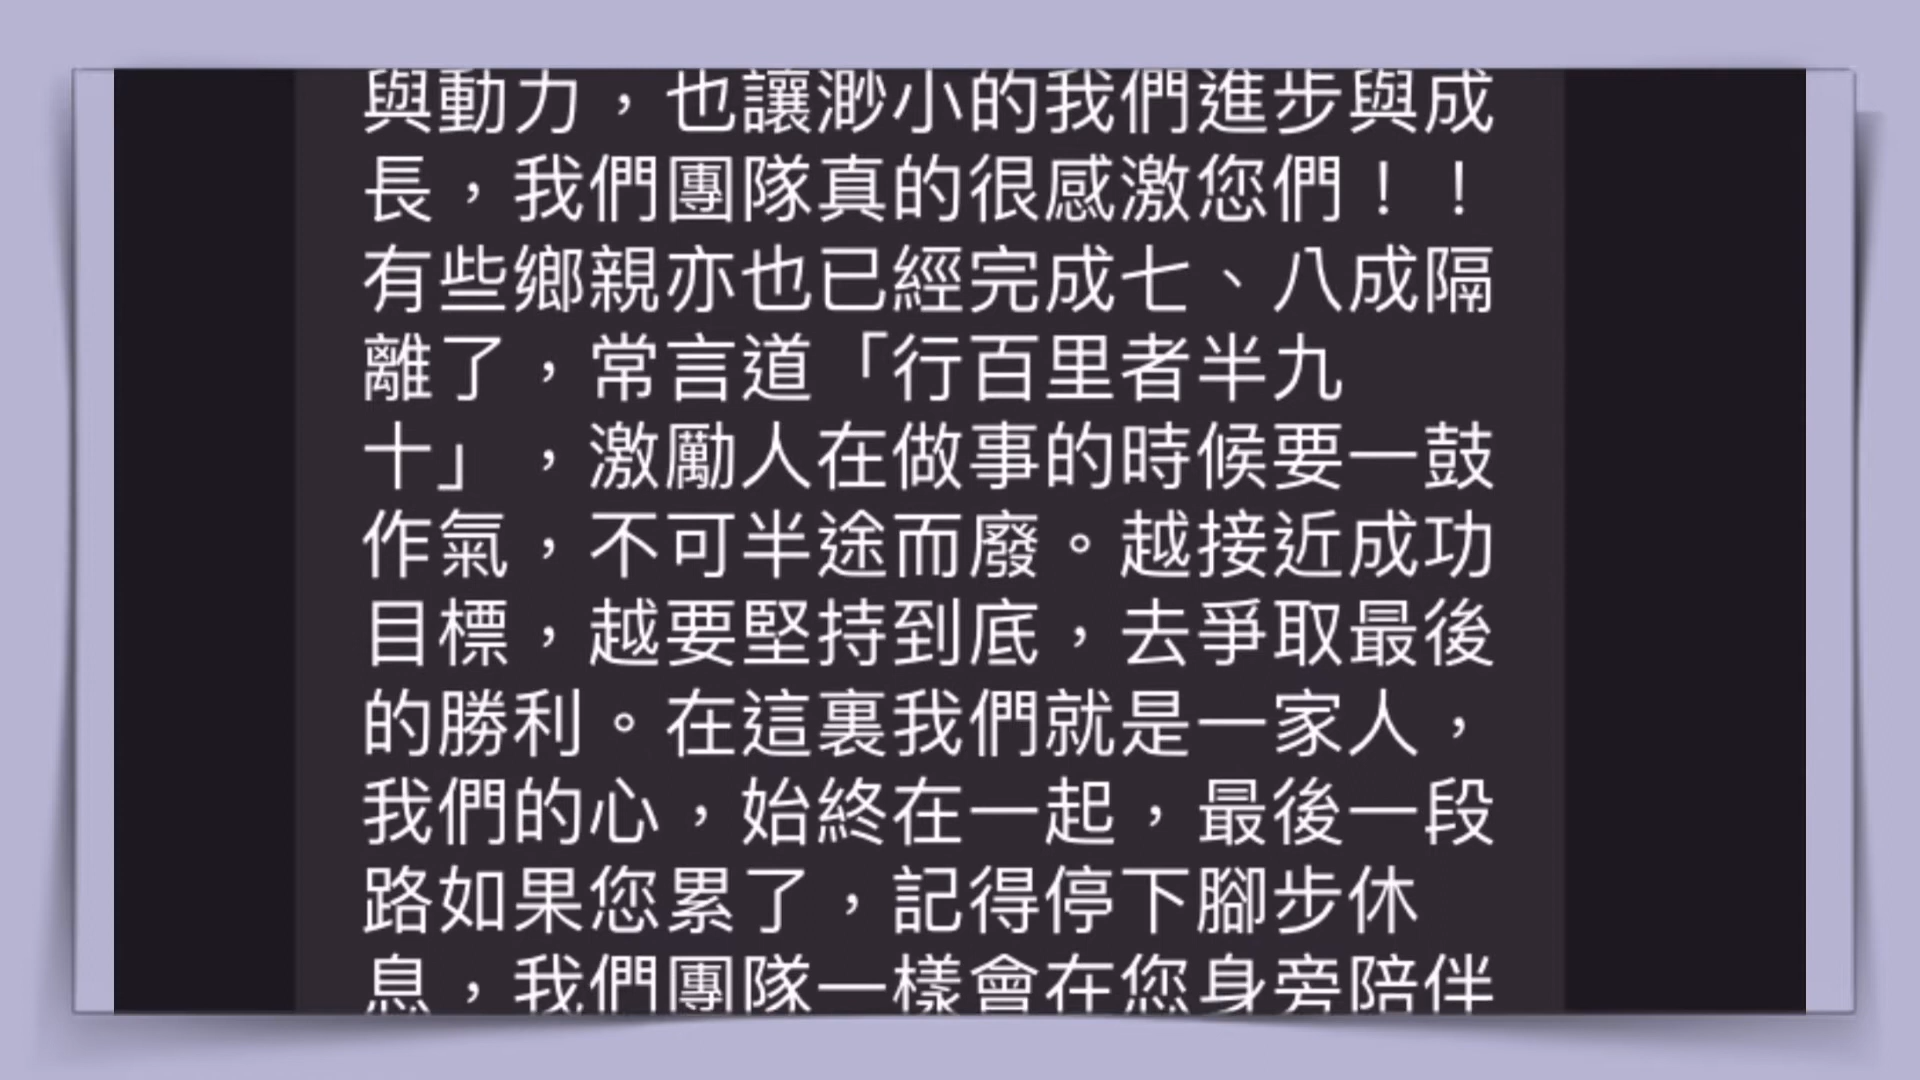 與動力，也讓渺小的我們進步與成
長，我們團隊真的很感激您們！！
有些鄉親亦也已經完成七、八成隔
離了，常言道「行百里者半九
十」，激勵人在做事的時候要一鼓
作氣，不可半途而廢。越接近成功
目標，越要堅持到底，去爭取最後
的勝利。在這裏我們就是一家人，
我們的心，始終在一起，最後一段
路如果您累了，記得停下腳步休
息，我們團隊一樣會在您身旁陪伴